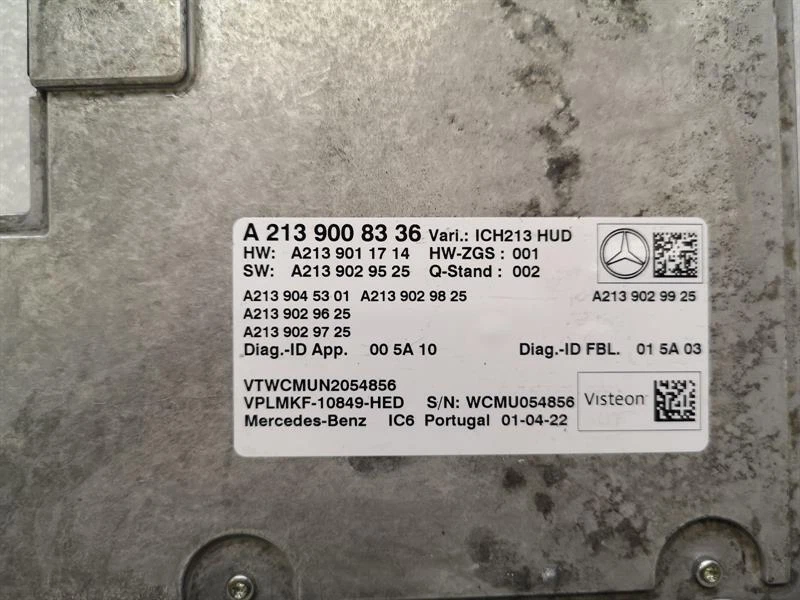 A 213 900 83 36 Vari.: ICH213 HUD
HW: A213 901 17 14 HW-ZGS : 001
SW: A213 902 95 25 Q-Stand : 002
A213 904 53 01 A213 902 98 25 A213 902 99 25
A213 902 96 25
A213 902 97 25
Diag.-ID App. 00 5A 10 Diag.-ID FBL. 01 5A 03
VTWCMUN2054856
VPLMKF-10849-HED S/N: WCMU054856
Visteon
Mercedes-Benz IC6 Portugal 01-04-22